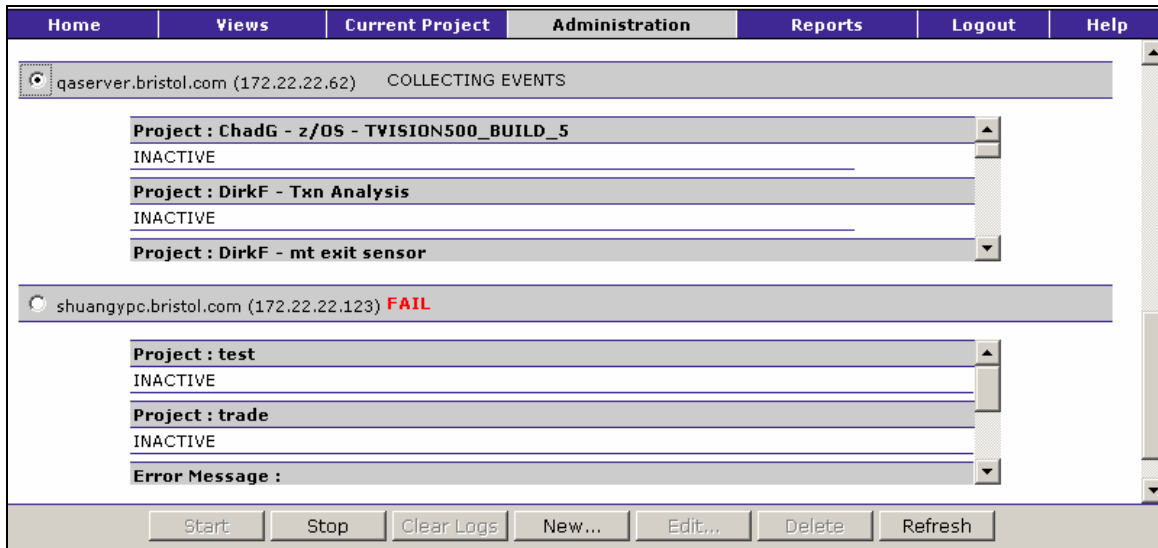 Home Views Current Project Administration Reports Logout Help
qaserver.bristol.com (172.22.22.62) COLLECTING EVENTS
Project : ChadG - z/OS - TVISION500_BUILD_5
INACTIVE
Project : DirkF - Txn Analysis
INACTIVE
Project : DirkF - mt exit sensor
shuangypc.bristol.com (172.22.22.123) FAIL
Project : test
INACTIVE
Project : trade
INACTIVE
Error Message :
Start Stop Clear Logs New... Edit... Delete Refresh